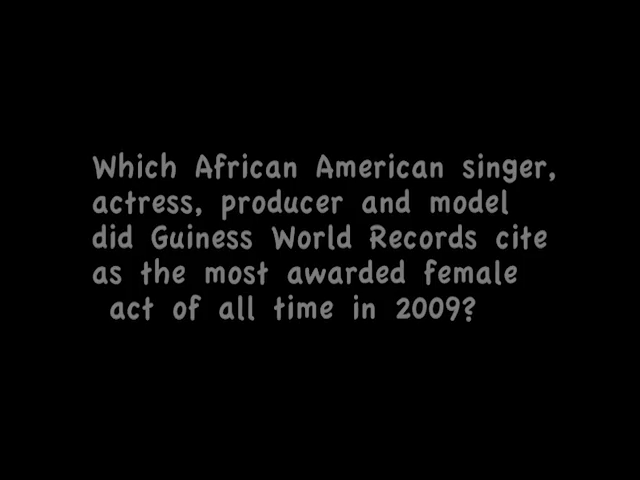 Which African American singer,
actress, producer and model
did Guiness World Records cite
as the most awarded female
act of all time in 2009?